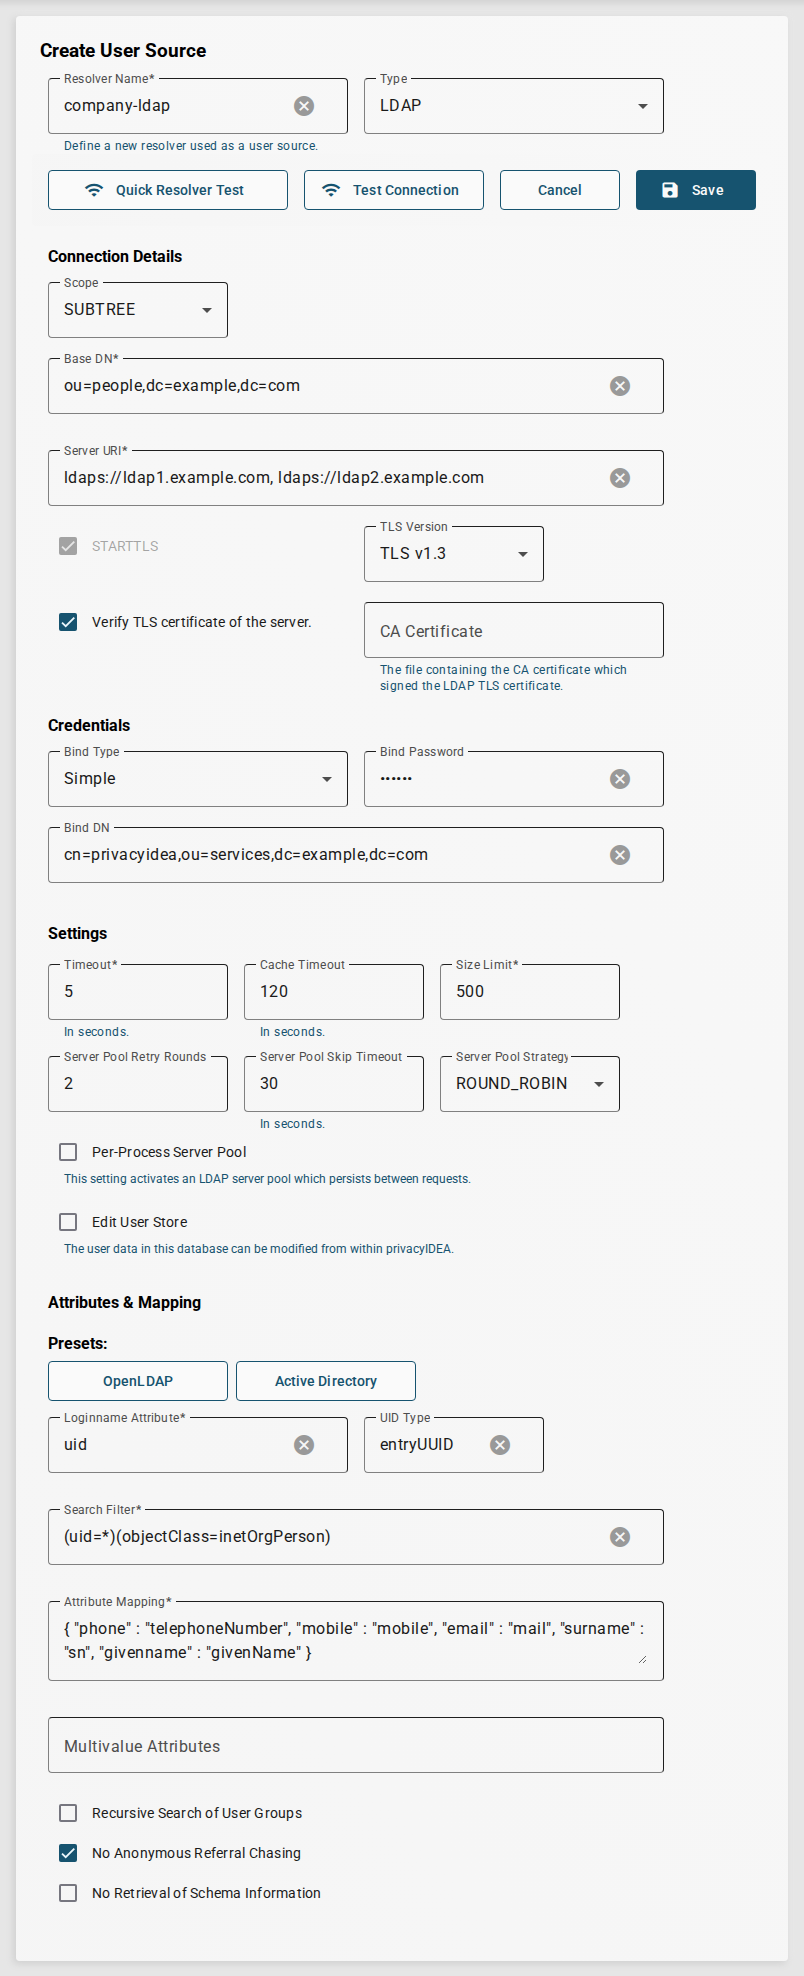 Create User Source
Resolver Name*
Type
company-ldap
LDAP
Define a new resolver used as a user source.
Quick Resolver Test
Test Connection
Cancel
Save
Connection Details
Scope
SUBTREE
Base DN*
ou=people,dc=example,dc=com
Server URI*
ldaps://ldap1.example.com, ldaps://ldap2.example.com
STARTTLS
TLS Version
TLS v1.3
Verify TLS certificate of the server.
CA Certificate
The file containing the CA certificate which
signed the LDAP TLS certificate.
Credentials
Bind Type
Bind Password
Simple
••••••
Bind DN
cn=privacyidea,ou=services,dc=example,dc=com
Settings
Timeout*
Cache Timeout
Size Limit*
5
120
500
In seconds.
In seconds.
Server Pool Retry Rounds
Server Pool Skip Timeout
Server Pool Strategy
2
30
ROUND_ROBIN
In seconds.
Per-Process Server Pool
This setting activates an LDAP server pool which persists between requests.
Edit User Store
The user data in this database can be modified from within privacyIDEA.
Attributes & Mapping
Presets:
OpenLDAP
Active Directory
Loginname Attribute*
UID Type
uid
entryUUID
Search Filter*
(uid=*)(objectClass=inetOrgPerson)
Attribute Mapping*
{ "phone" : "telephoneNumber", "mobile" : "mobile", "email" : "mail", "surname" :
"sn", "givenname" : "givenName" }
Multivalue Attributes
Recursive Search of User Groups
No Anonymous Referral Chasing
No Retrieval of Schema Information